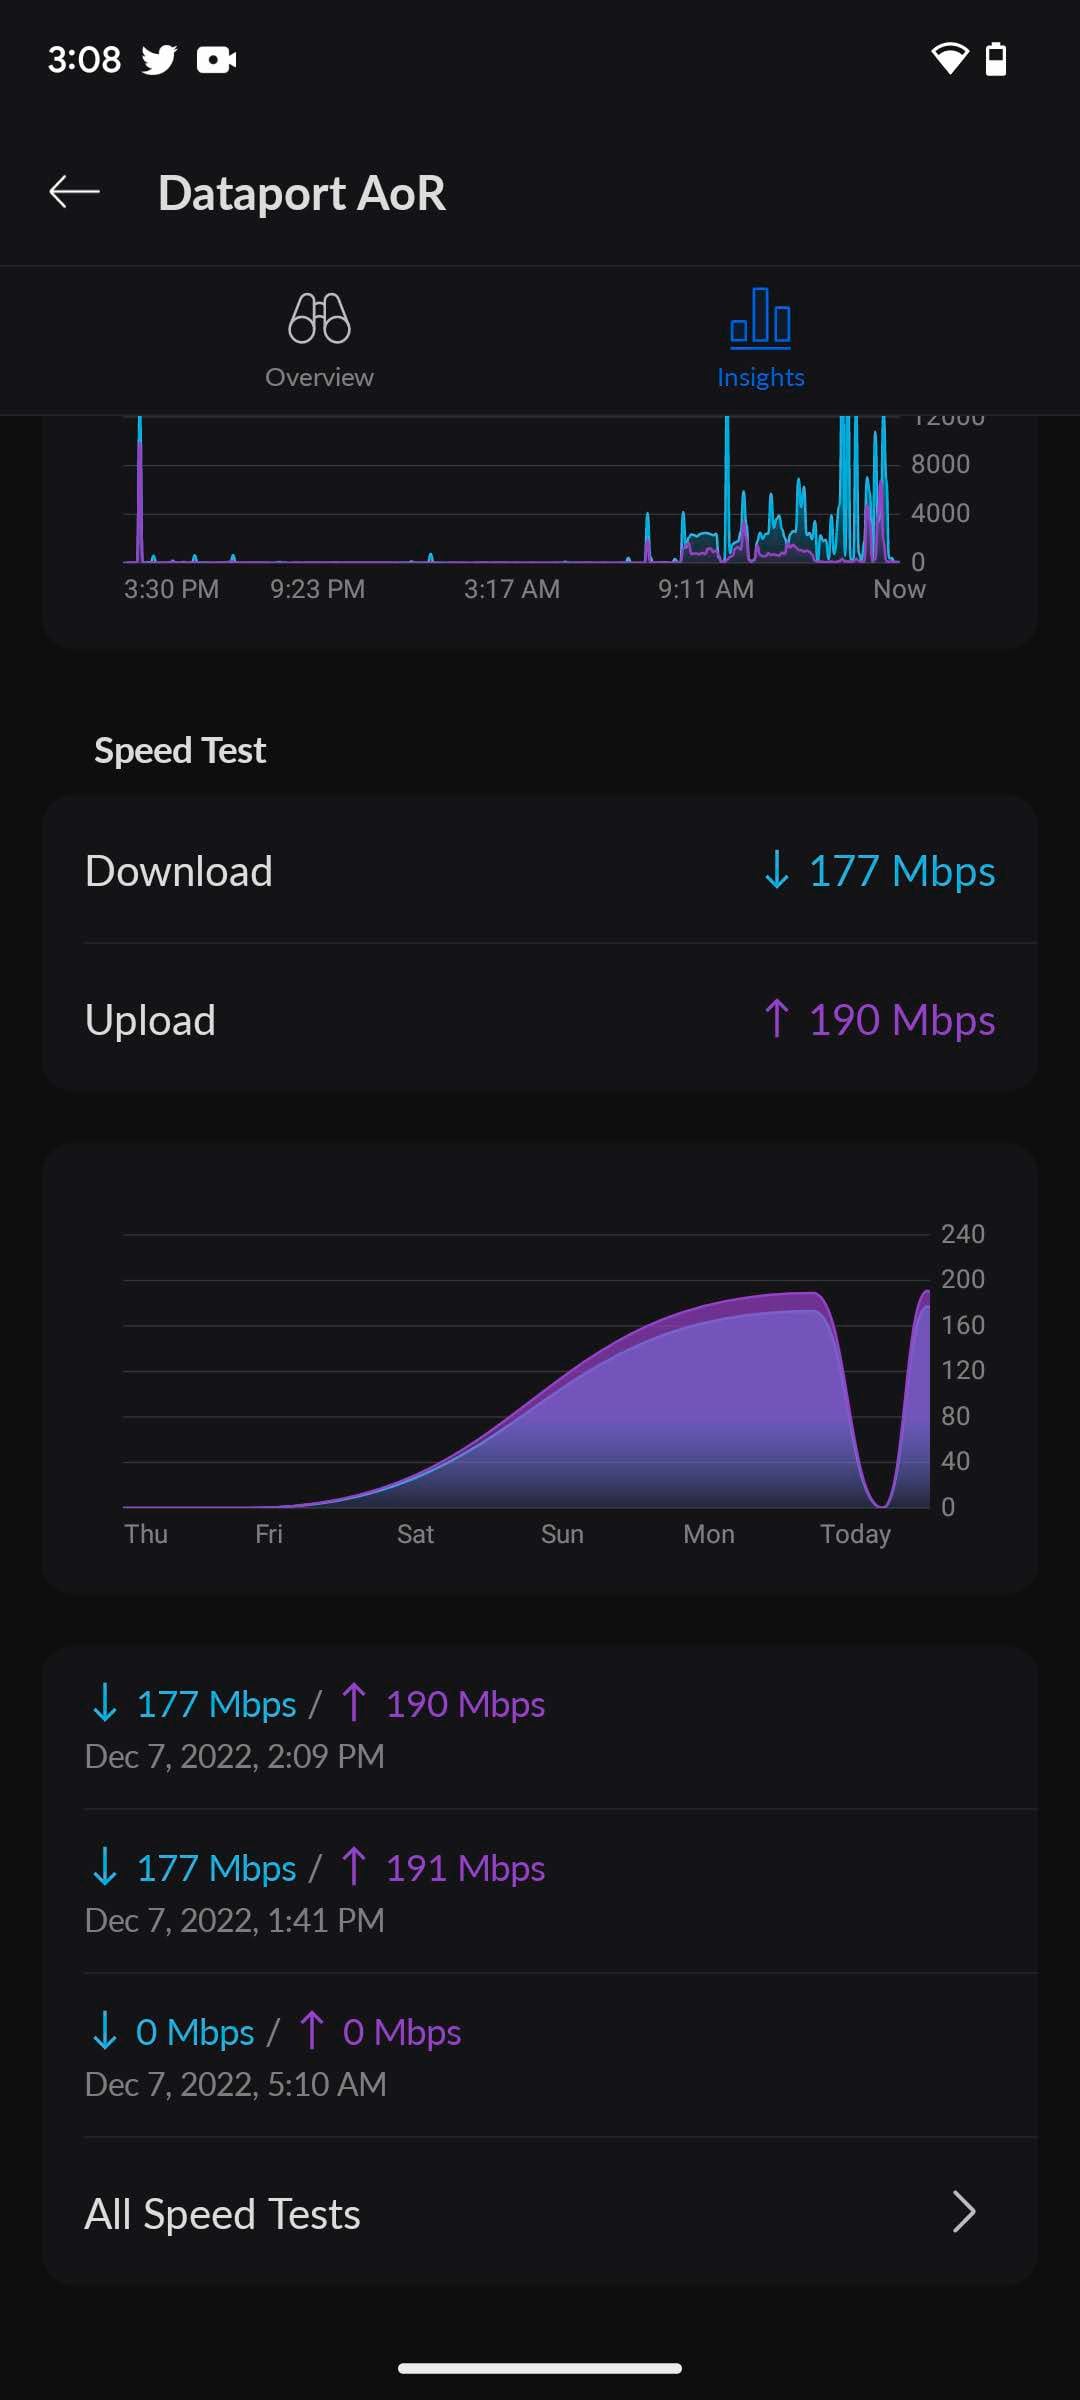 3:08
Dataport AoR
Overview
Insights
12000
8000
4000
0
3:30 PM 9:23 PM 3:17 AM 9:11 AM Now
Speed Test
Download ↓ 177 Mbps
Upload ↑ 190 Mbps
240
200
160
120
80
40
0
Thu Fri Sat Sun Mon Today
↓ 177 Mbps / ↑ 190 Mbps
Dec 7, 2022, 2:09 PM
↓ 177 Mbps / ↑ 191 Mbps
Dec 7, 2022, 1:41 PM
↓ 0 Mbps / ↑ 0 Mbps
Dec 7, 2022, 5:10 AM
All Speed Tests